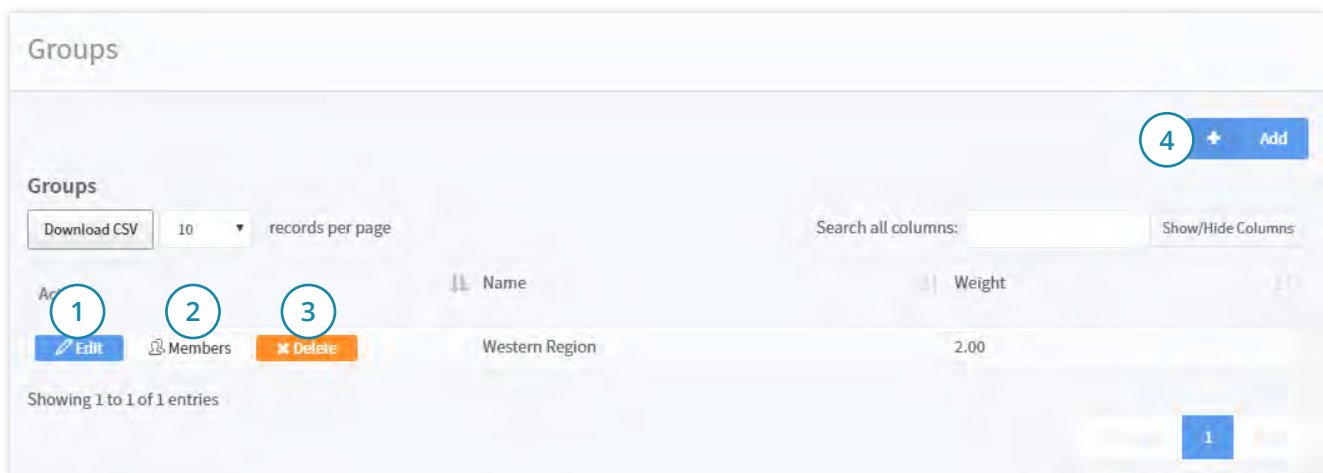 Groups
4 + Add
Groups
Download CSV 10 records per page Search all columns: Show/Hide Columns
Name Weight
1 2 3
Edit Members Delete Western Region 2.00
Showing 1 to 1 of 1 entries
1